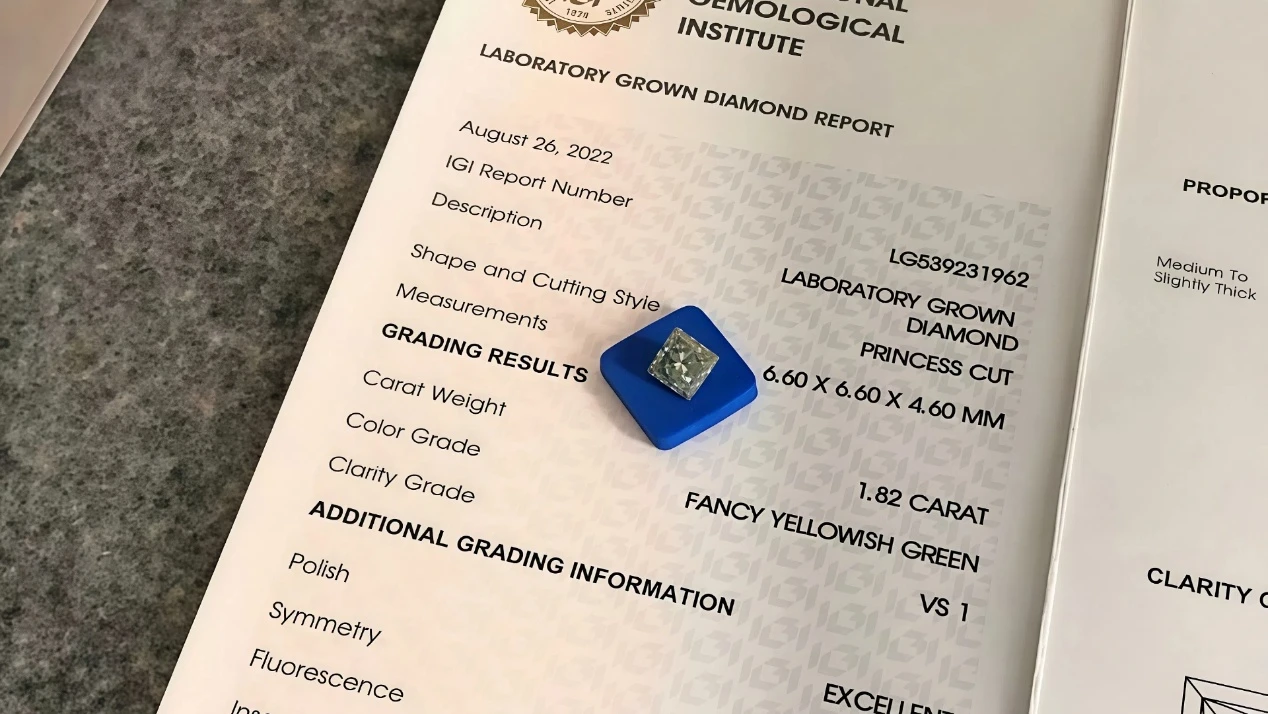 1975
GEMOLOGICAL
INSTITUTE
LABORATORY GROWN DIAMOND REPORT
August 26, 2022
IGI Report Number
LG539231962
Description
LABORATORY GROWN
DIAMOND
Shape and Cutting Style
PRINCESS CUT
Measurements
6.60 X 6.60 X 4.60 MM
GRADING RESULTS
Carat Weight
1.82 CARAT
Color Grade
FANCY YELLOWISH GREEN
Clarity Grade
VS 1
ADDITIONAL GRADING INFORMATION
Polish
EXCELLENT
Symmetry
Fluorescence
Medium To
Slightly Thick